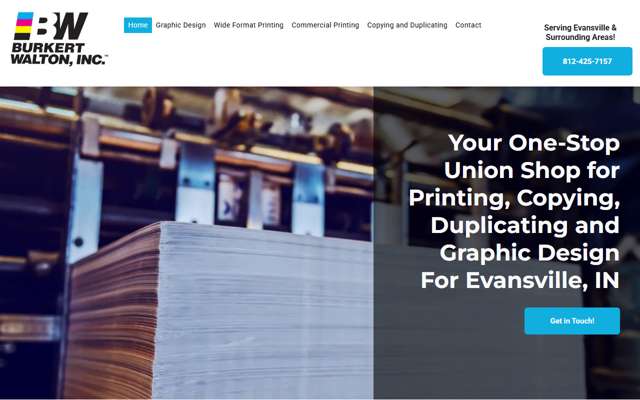 BW
BURKERT
WALTON, INC.™
Home Graphic Design Wide Format Printing Commercial Printing Copying and Duplicating Contact
Serving Evansville &
Surrounding Areas!
812-425-7157
Your One-Stop
Union Shop for
Printing, Copying,
Duplicating and
Graphic Design
For Evansville, IN
Get in Touch!